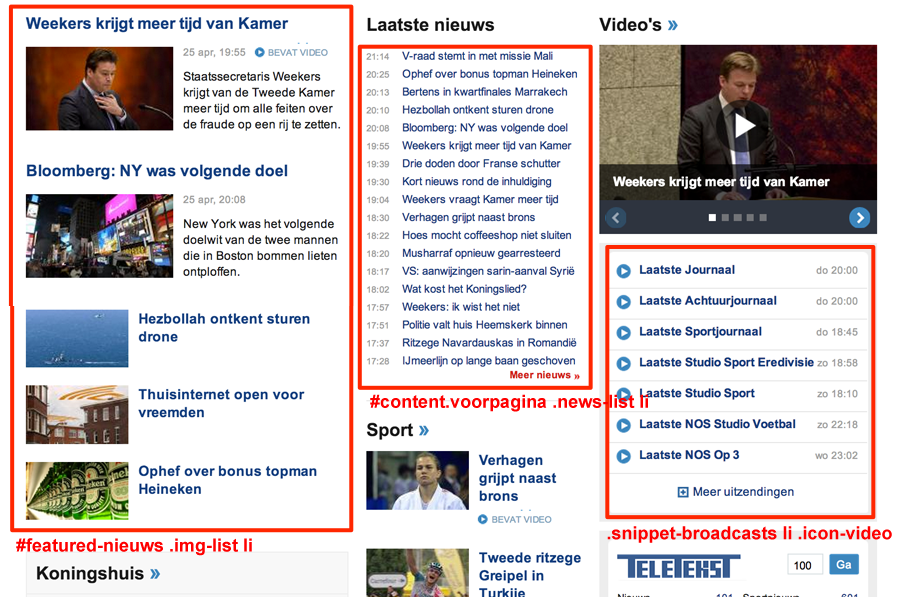 Weekers krijgt meer tijd van Kamer
25 apr, 19:55 BEVAT VIDEO
Staatssecretaris Weekers
krijgt van de Tweede Kamer
meer tijd om alle feiten over
de fraude op een rij te zetten.
Bloomberg: NY was volgende doel
25 apr, 20:08
New York was het volgende
doelwit van de twee mannen
die in Boston bommen lieten
ontploffen.
Hezbollah ontkent sturen
drone
Thuisinternet open voor
vreemden
Ophef over bonus topman
Heineken
#featured-nieuws .img-list li
Koningshuis »
Laatste nieuws
21:14 V-raad stemt in met missie Mali
20:25 Ophef over bonus topman Heineken
20:13 Bertens in kwartfinales Marrakech
20:10 Hezbollah ontkent sturen drone
20:08 Bloomberg: NY was volgende doel
19:55 Weekers krijgt meer tijd van Kamer
19:39 Drie doden door Franse schutter
19:30 Kort nieuws rond de inhuldiging
19:04 Weekers vraagt Kamer meer tijd
18:30 Verhagen grijpt naast brons
18:22 Hoes mocht coffeeshop niet sluiten
18:20 Musharraf opnieuw gearresteerd
18:17 VS: aanwijzingen sarin-aanval Syrië
18:02 Wat kost het Koningslied?
17:57 Weekers: ik wist het niet
17:51 Politie valt huis Heemskerk binnen
17:37 Ritzege Navardauskas in Romandië
17:28 IJmeerlijn op lange baan geschoven
Meer nieuws »
#content.voorpagina .news-list li
Sport »
Verhagen
grijpt naast
brons
BEVAT VIDEO
Tweede ritzege
Greipel in
Turkije
Video's »
Weekers krijgt meer tijd van Kamer
Laatste Journaal do 20:00
Laatste Achtuurjournaal do 20:00
Laatste Sportjournaal do 18:45
Laatste Studio Sport Eredivisie zo 18:58
Laatste Studio Sport zo 18:10
Laatste NOS Studio Voetbal zo 22:18
Laatste NOS Op 3 wo 23:02
Meer uitzendingen
.snippet-broadcasts li .icon-video
TELETEKST 100 Ga
Nieuws 101 Sportnieuws 601